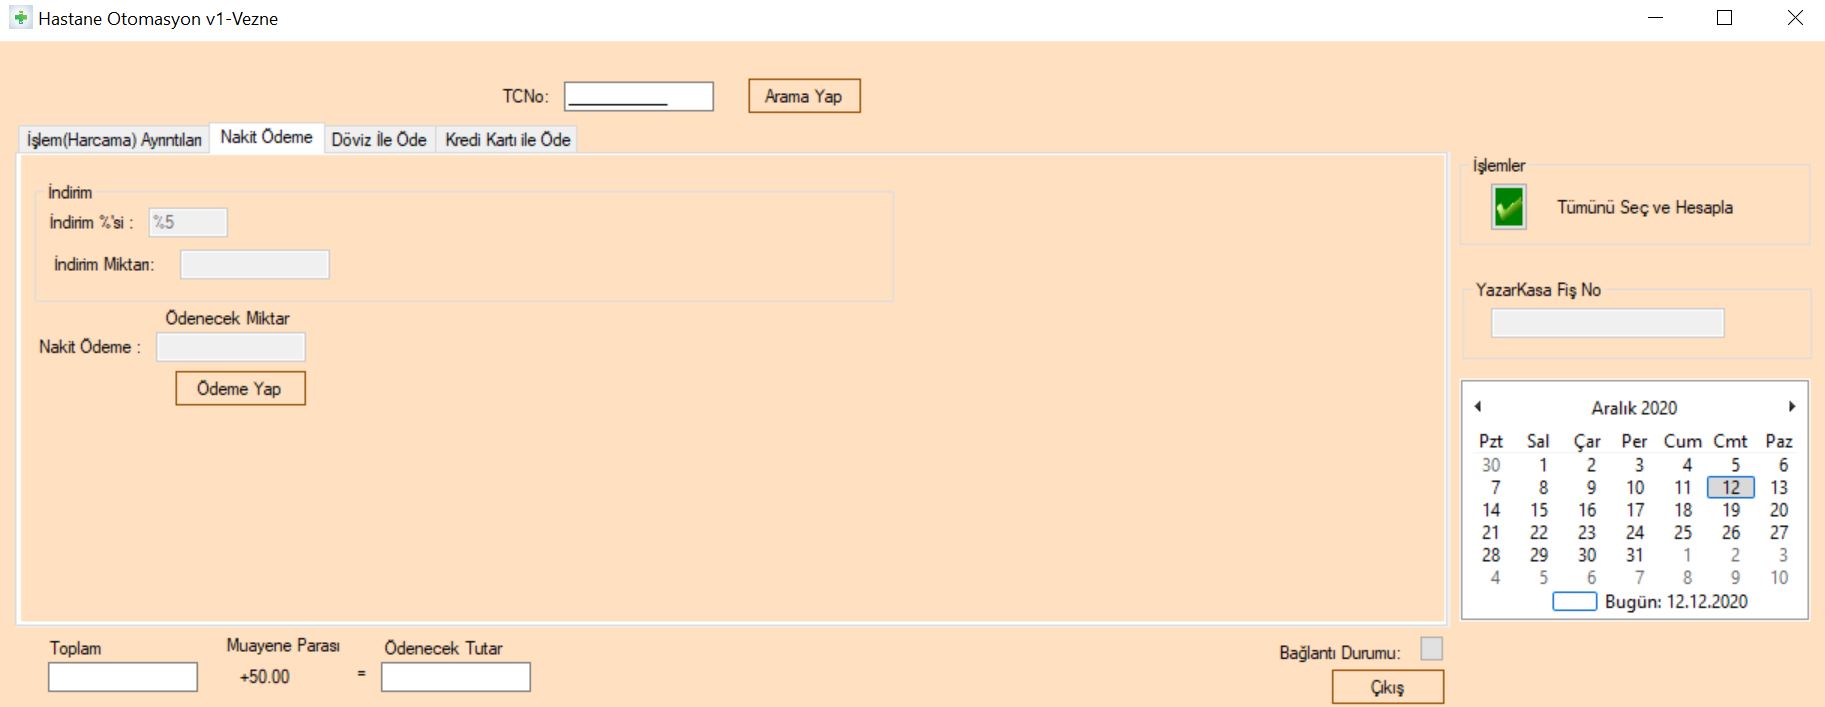 Hastane Otomasyon v1-Vezne
TCNo: ___________ Arama Yap
İşlem(Harcama) Ayrıntıları Nakit Ödeme Döviz İle Öde Kredi Kartı ile Öde
İndirim
İndirim %'si : %5
İndirim Miktarı:
Ödenecek Miktar
Nakit Ödeme :
Ödeme Yap
İşlemler
Tümünü Seç ve Hesapla
YazarKasa Fiş No
Aralık 2020
Pzt Sal Çar Per Cum Cmt Paz
30 1 2 3 4 5 6
7 8 9 10 11 12 13
14 15 16 17 18 19 20
21 22 23 24 25 26 27
28 29 30 31 1 2 3
4 5 6 7 8 9 10
Bugün: 12.12.2020
Toplam Muayene Parası Ödenecek Tutar
+50.00 =
Bağlantı Durumu:
Çıkış